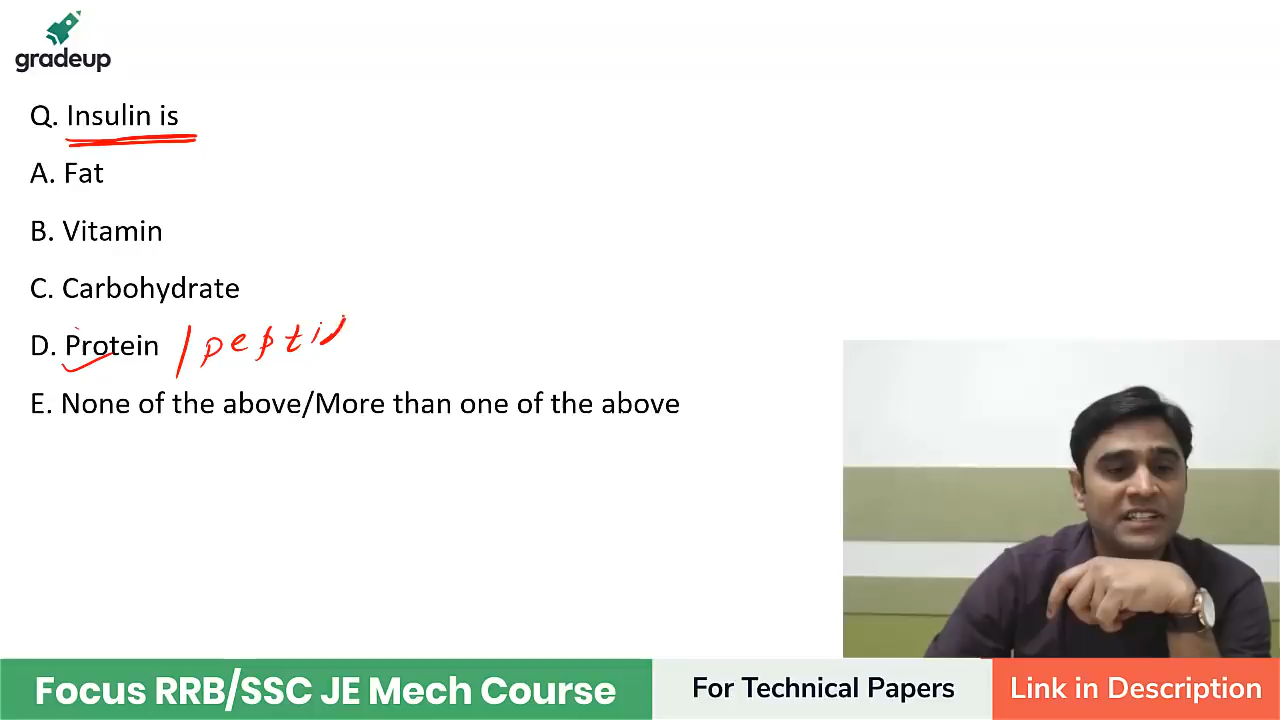 gradeup
Q. Insulin is
A. Fat
B. Vitamin
C. Carbohydrate
D. Protein / pepti
E. None of the above/More than one of the above
Focus RRB/SSC JE Mech Course
For Technical Papers
Link in Description